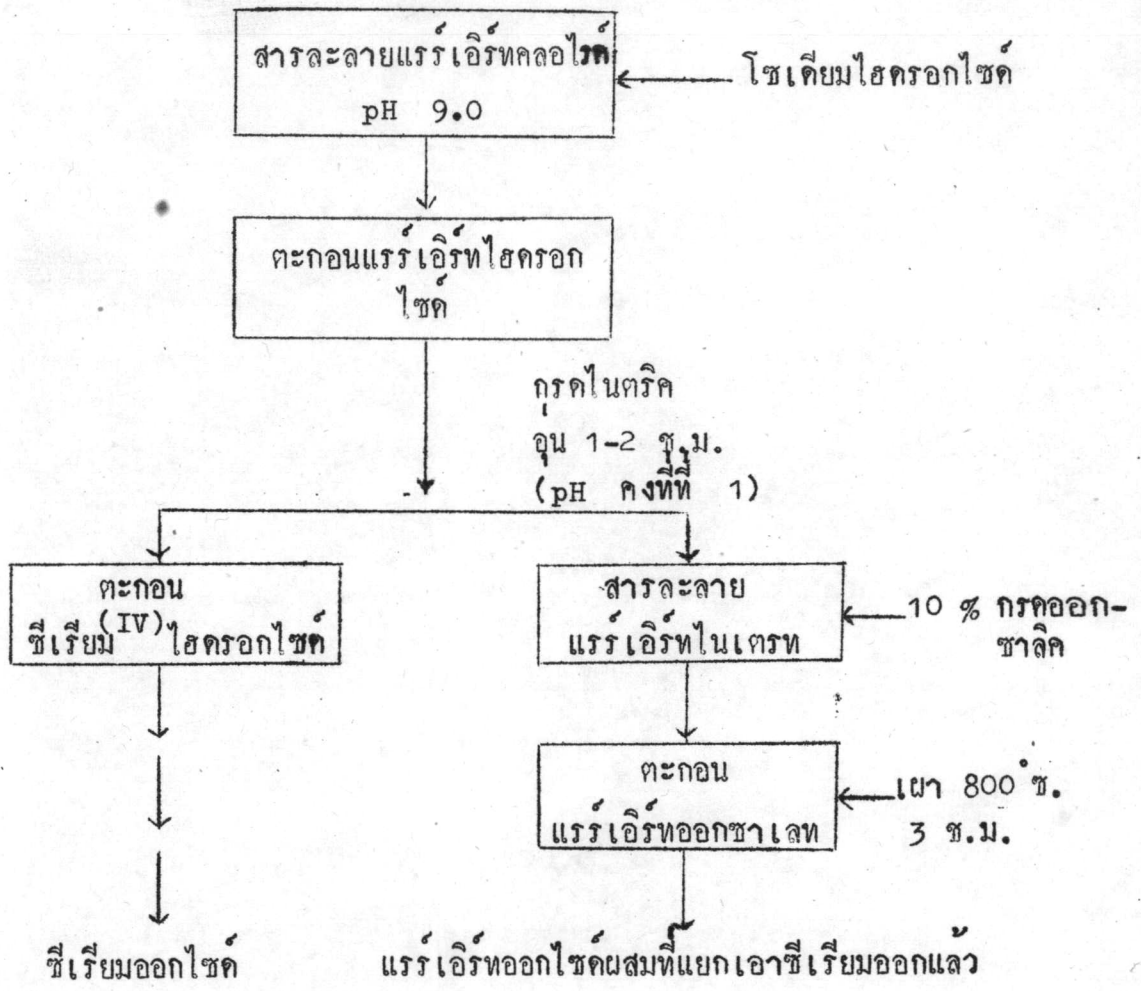 สารละลายแรร์เอิร์ทคลอไรด์
pH 9.0
โซเดียมไฮดรอกไซด์
ตะกอนแรร์เอิร์ทไฮดรอก
ไซด์
กรดไนตริค
อุ่น 1-2 ช.ม.
(pH คงที่ที่ 1)
ตะกอน
(IV)
ซีเรียม ไฮดรอกไซด์
สารละลาย
แรร์เอิร์ทไนเตรท
10 % กรดออก-
ซาลิค
ตะกอน
แรร์เอิร์ทออกซาเลท
เผา 800 ํซ.
3 ช.ม.
ซีเรียมออกไซด์
แรร์เอิร์ทออกไซด์ผสมที่แยกเอาซีเรียมออกแล้ว